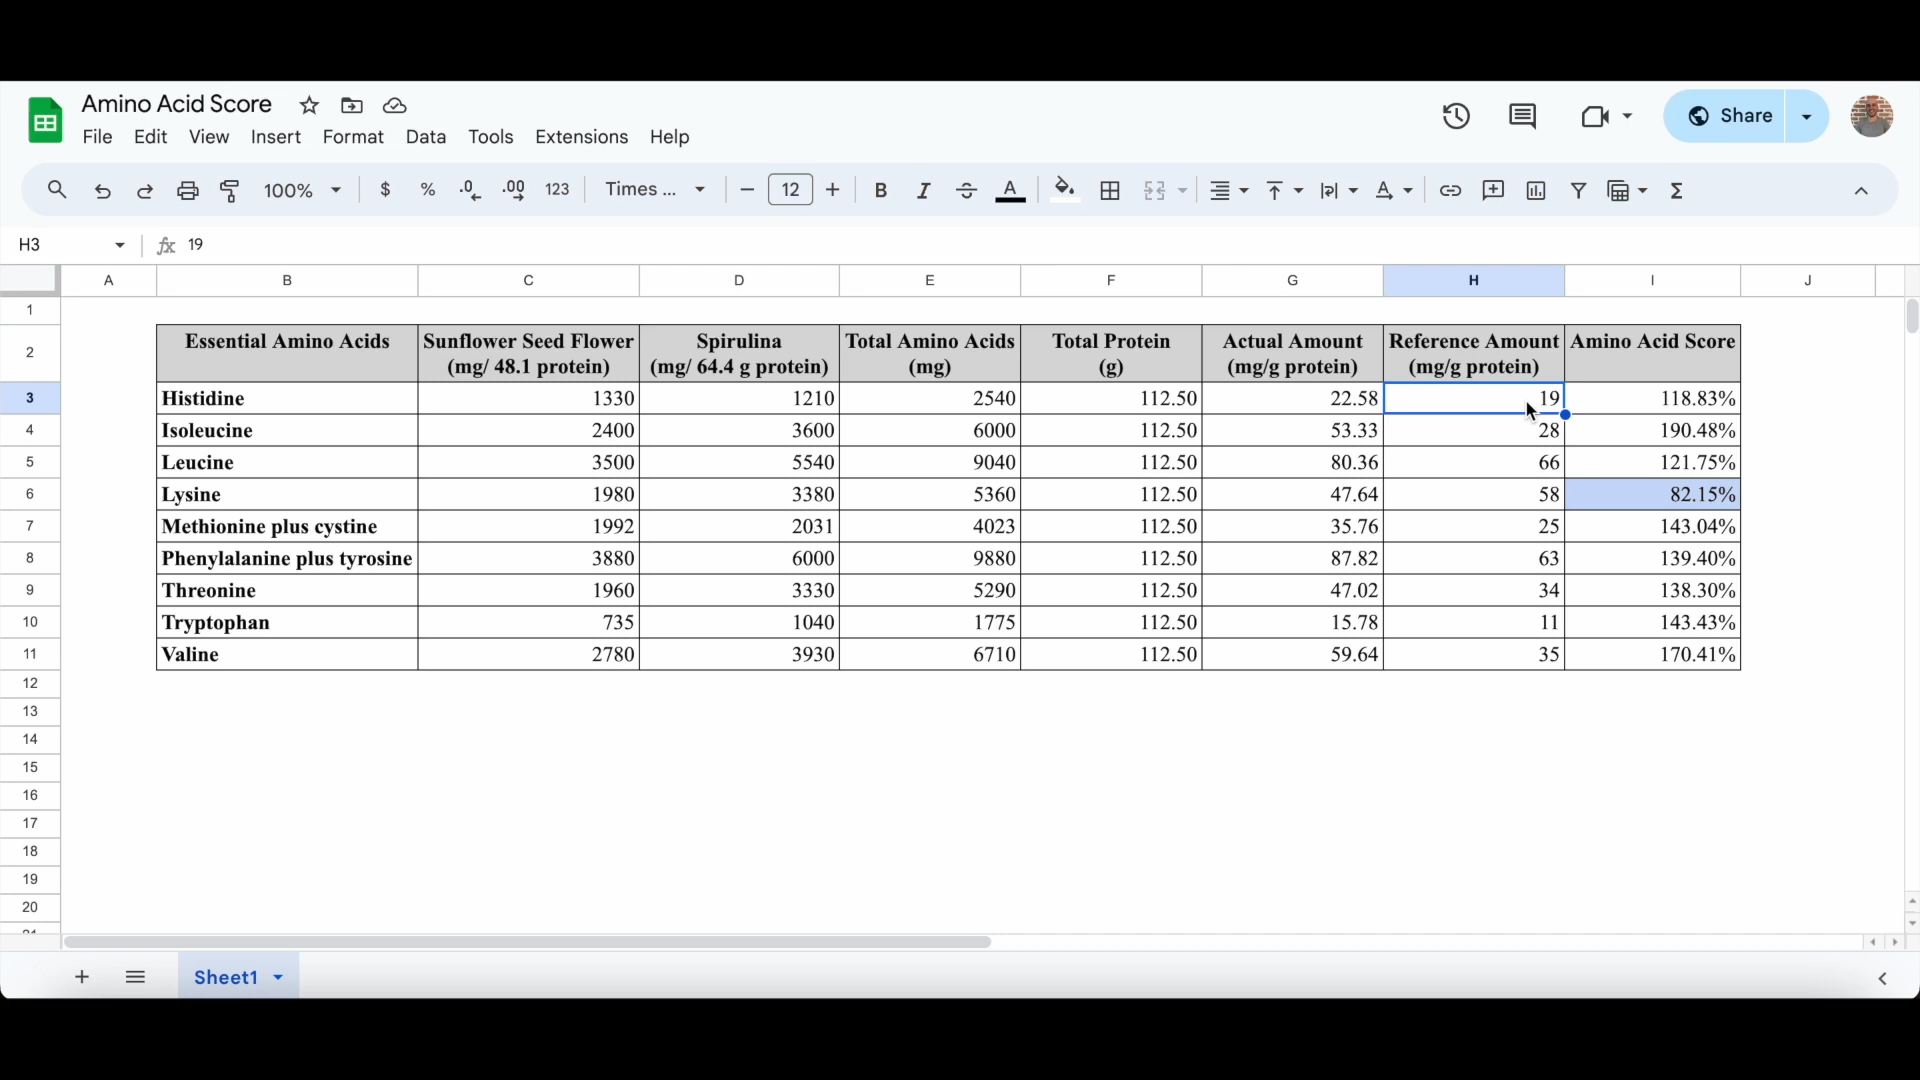 Amino Acid Score
File Edit View Insert Format Data Tools Extensions Help
Share
100% $ % .0 .00 123 Times ... 12 B I S A Σ
H3 fx 19
A B C D E F G H I J
1
2 Essential Amino Acids Sunflower Seed Flower (mg/ 48.1 protein) Spirulina (mg/ 64.4 g protein) Total Amino Acids (mg) Total Protein (g) Actual Amount (mg/g protein) Reference Amount (mg/g protein) Amino Acid Score
3 Histidine 1330 1210 2540 112.50 22.58 19 118.83%
4 Isoleucine 2400 3600 6000 112.50 53.33 28 190.48%
5 Leucine 3500 5540 9040 112.50 80.36 66 121.75%
6 Lysine 1980 3380 5360 112.50 47.64 58 82.15%
7 Methionine plus cystine 1992 2031 4023 112.50 35.76 25 143.04%
8 Phenylalanine plus tyrosine 3880 6000 9880 112.50 87.82 63 139.40%
9 Threonine 1960 3330 5290 112.50 47.02 34 138.30%
10 Tryptophan 735 1040 1775 112.50 15.78 11 143.43%
11 Valine 2780 3930 6710 112.50 59.64 35 170.41%
12
13
14
15
16
17
18
19
20
21
Sheet1